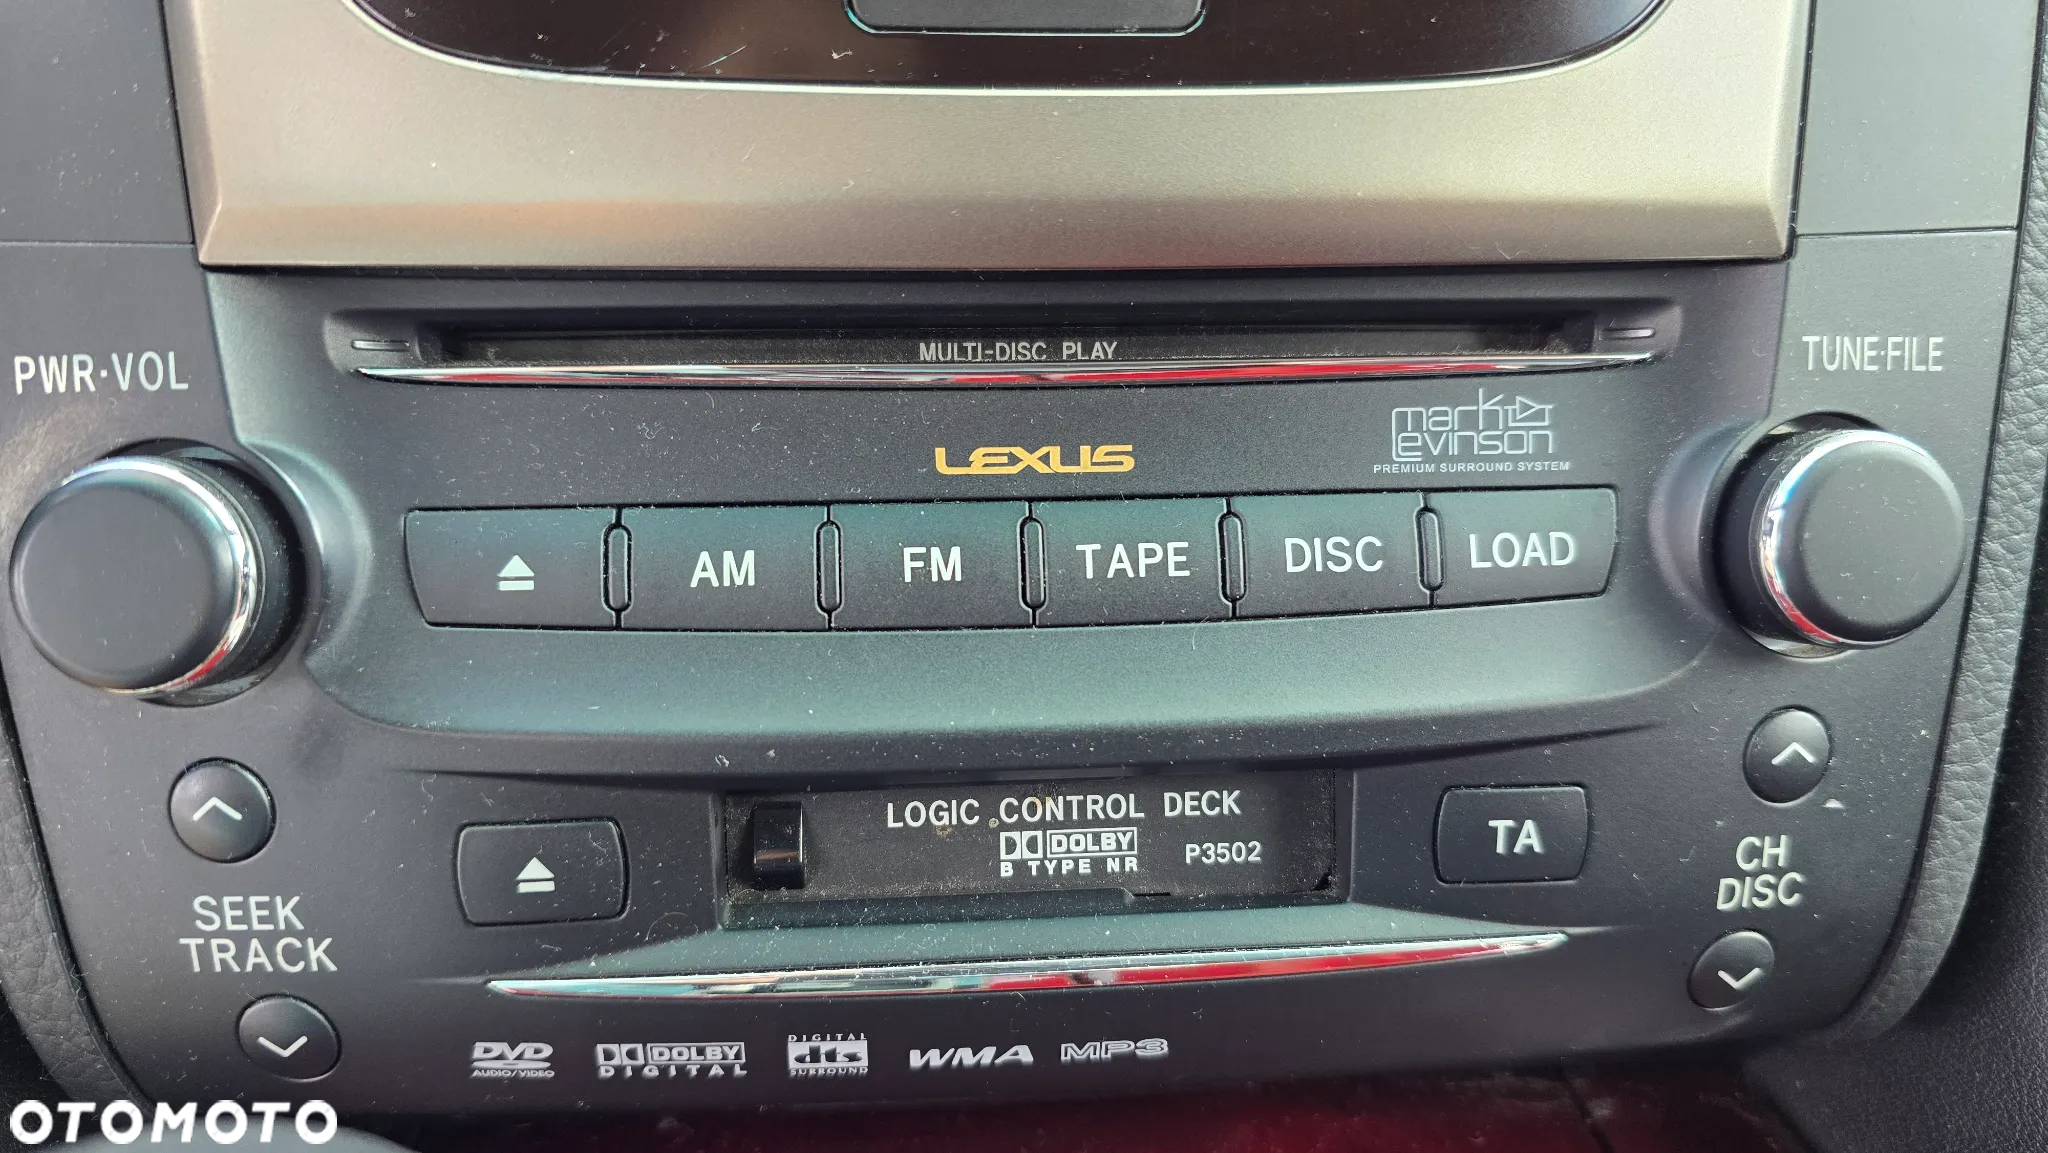 MULTI-DISC PLAY
PWR·VOL
TUNE·FILE
LEXUS
mark levinson
PREMIUM SURROUND SYSTEM
AM FM TAPE DISC LOAD
LOGIC CONTROL DECK
DOLBY
B TYPE NR P3502
TA
CH
DISC
SEEK
TRACK
DVD
AUDIO/VIDEO
DOLBY
DIGITAL
DIGITAL
dts
SURROUND
WMA
MP3
OTOMOTO